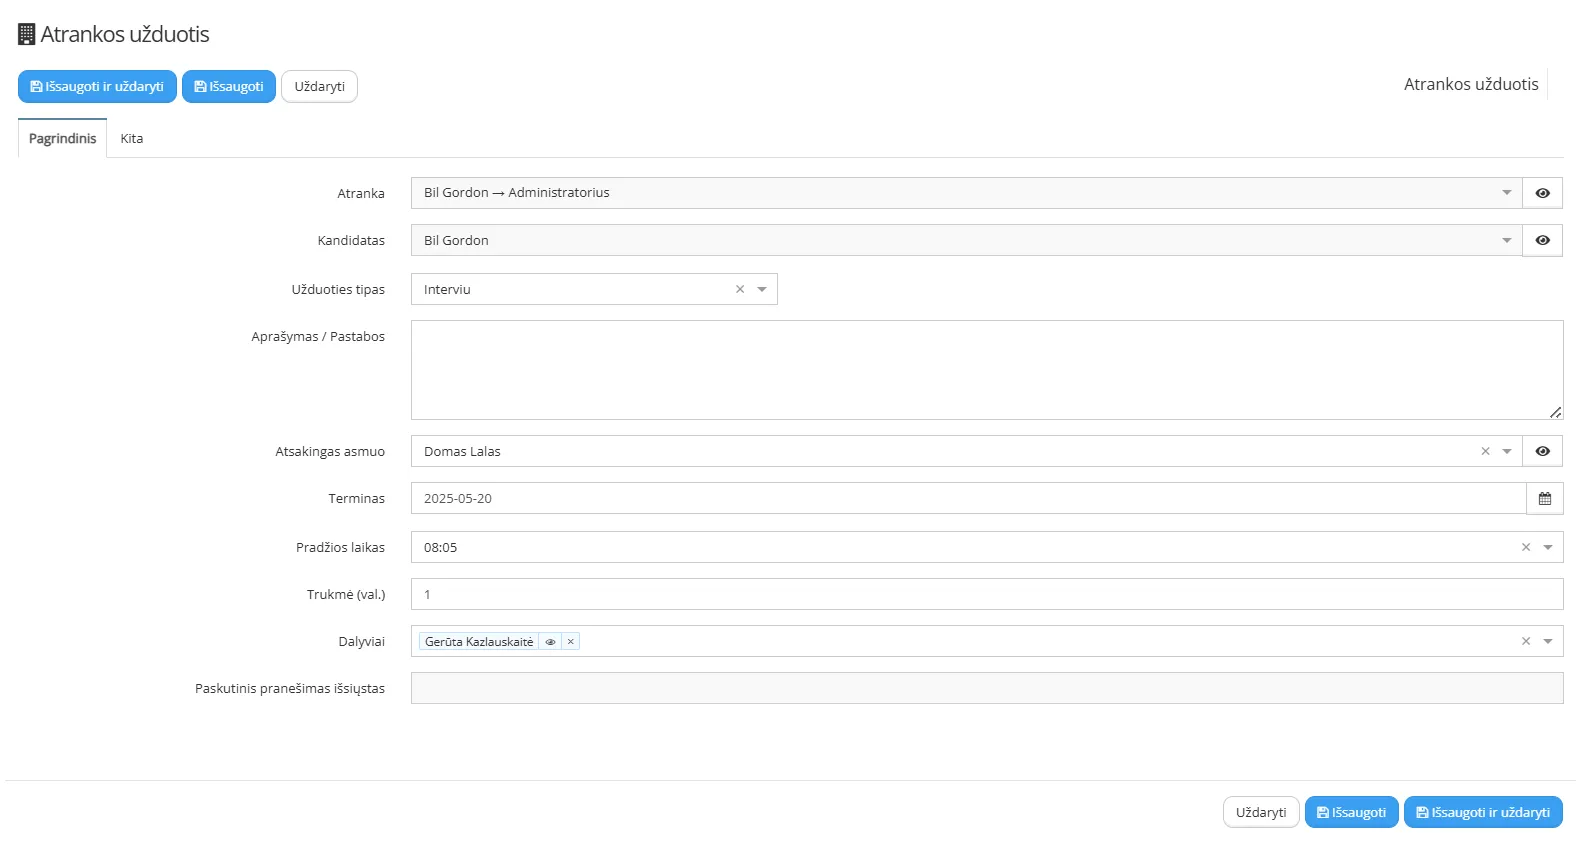 Atrankos užduotis
Išsaugoti ir uždaryti
Išsaugoti
Uždaryti
Atrankos užduotis
Pagrindinis
Kita
Atranka
Bil Gordon → Administratorius
Kandidatas
Bil Gordon
Užduoties tipas
Interviu
Aprašymas / Pastabos
Atsakingas asmuo
Domas Lalas
Terminas
2025-05-20
Pradžios laikas
08:05
Trukmė (val.)
1
Dalyviai
Gerūta Kazlauskaitė
Paskutinis pranešimas išsiųstas
Uždaryti
Išsaugoti
Išsaugoti ir uždaryti